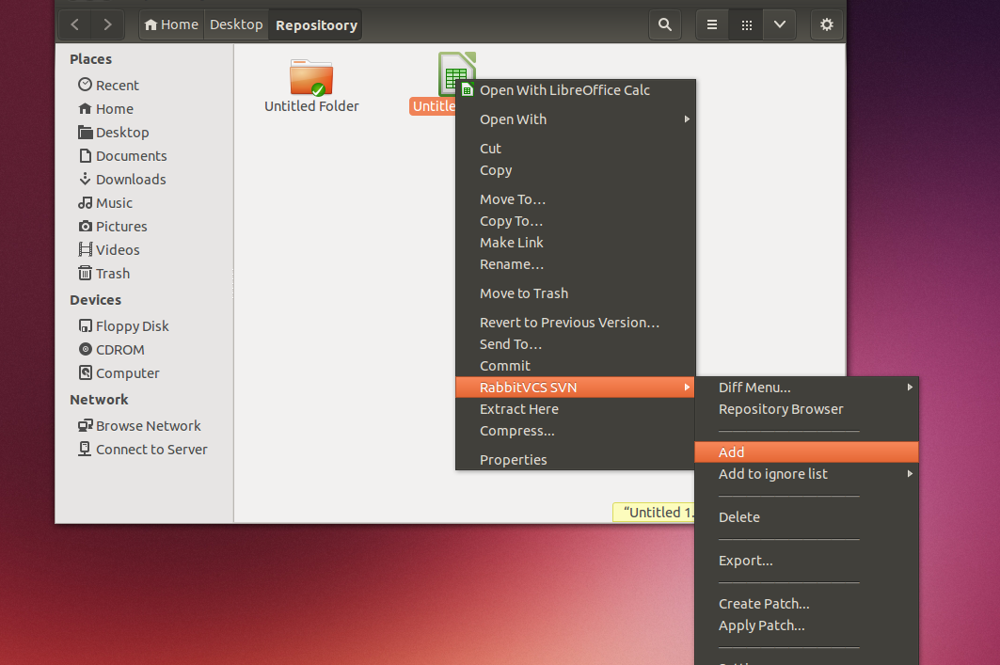 Home
Desktop
Repositoory
Places
Recent
Home
Desktop
Documents
Downloads
Music
Pictures
Videos
Trash
Devices
Floppy Disk
CDROM
Computer
Network
Browse Network
Connect to Server
Untitled Folder
Untitle
Open With LibreOffice Calc
Open With
Cut
Copy
Move To…
Copy To…
Make Link
Rename…
Move to Trash
Revert to Previous Version…
Send To…
Commit
RabbitVCS SVN
Extract Here
Compress...
Properties
“Untitled 1.
Diff Menu...
Repository Browser
Add
Add to ignore list
Delete
Export...
Create Patch...
Apply Patch...